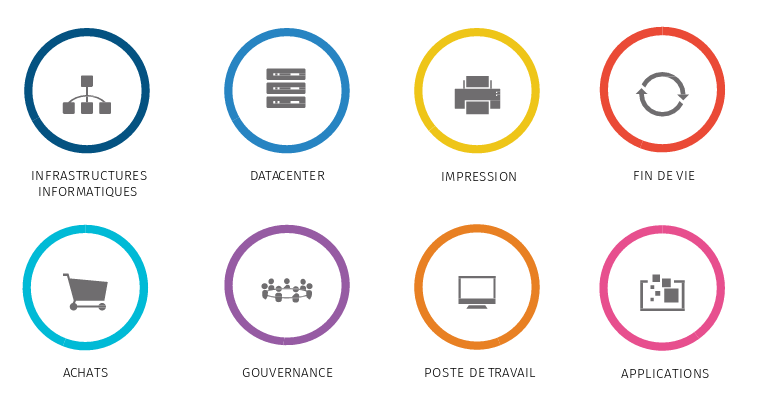 INFRASTRUCTURES
INFORMATIQUES
DATACENTER
IMPRESSION
FIN DE VIE
ACHATS
GOUVERNANCE
POSTE DE TRAVAIL
APPLICATIONS